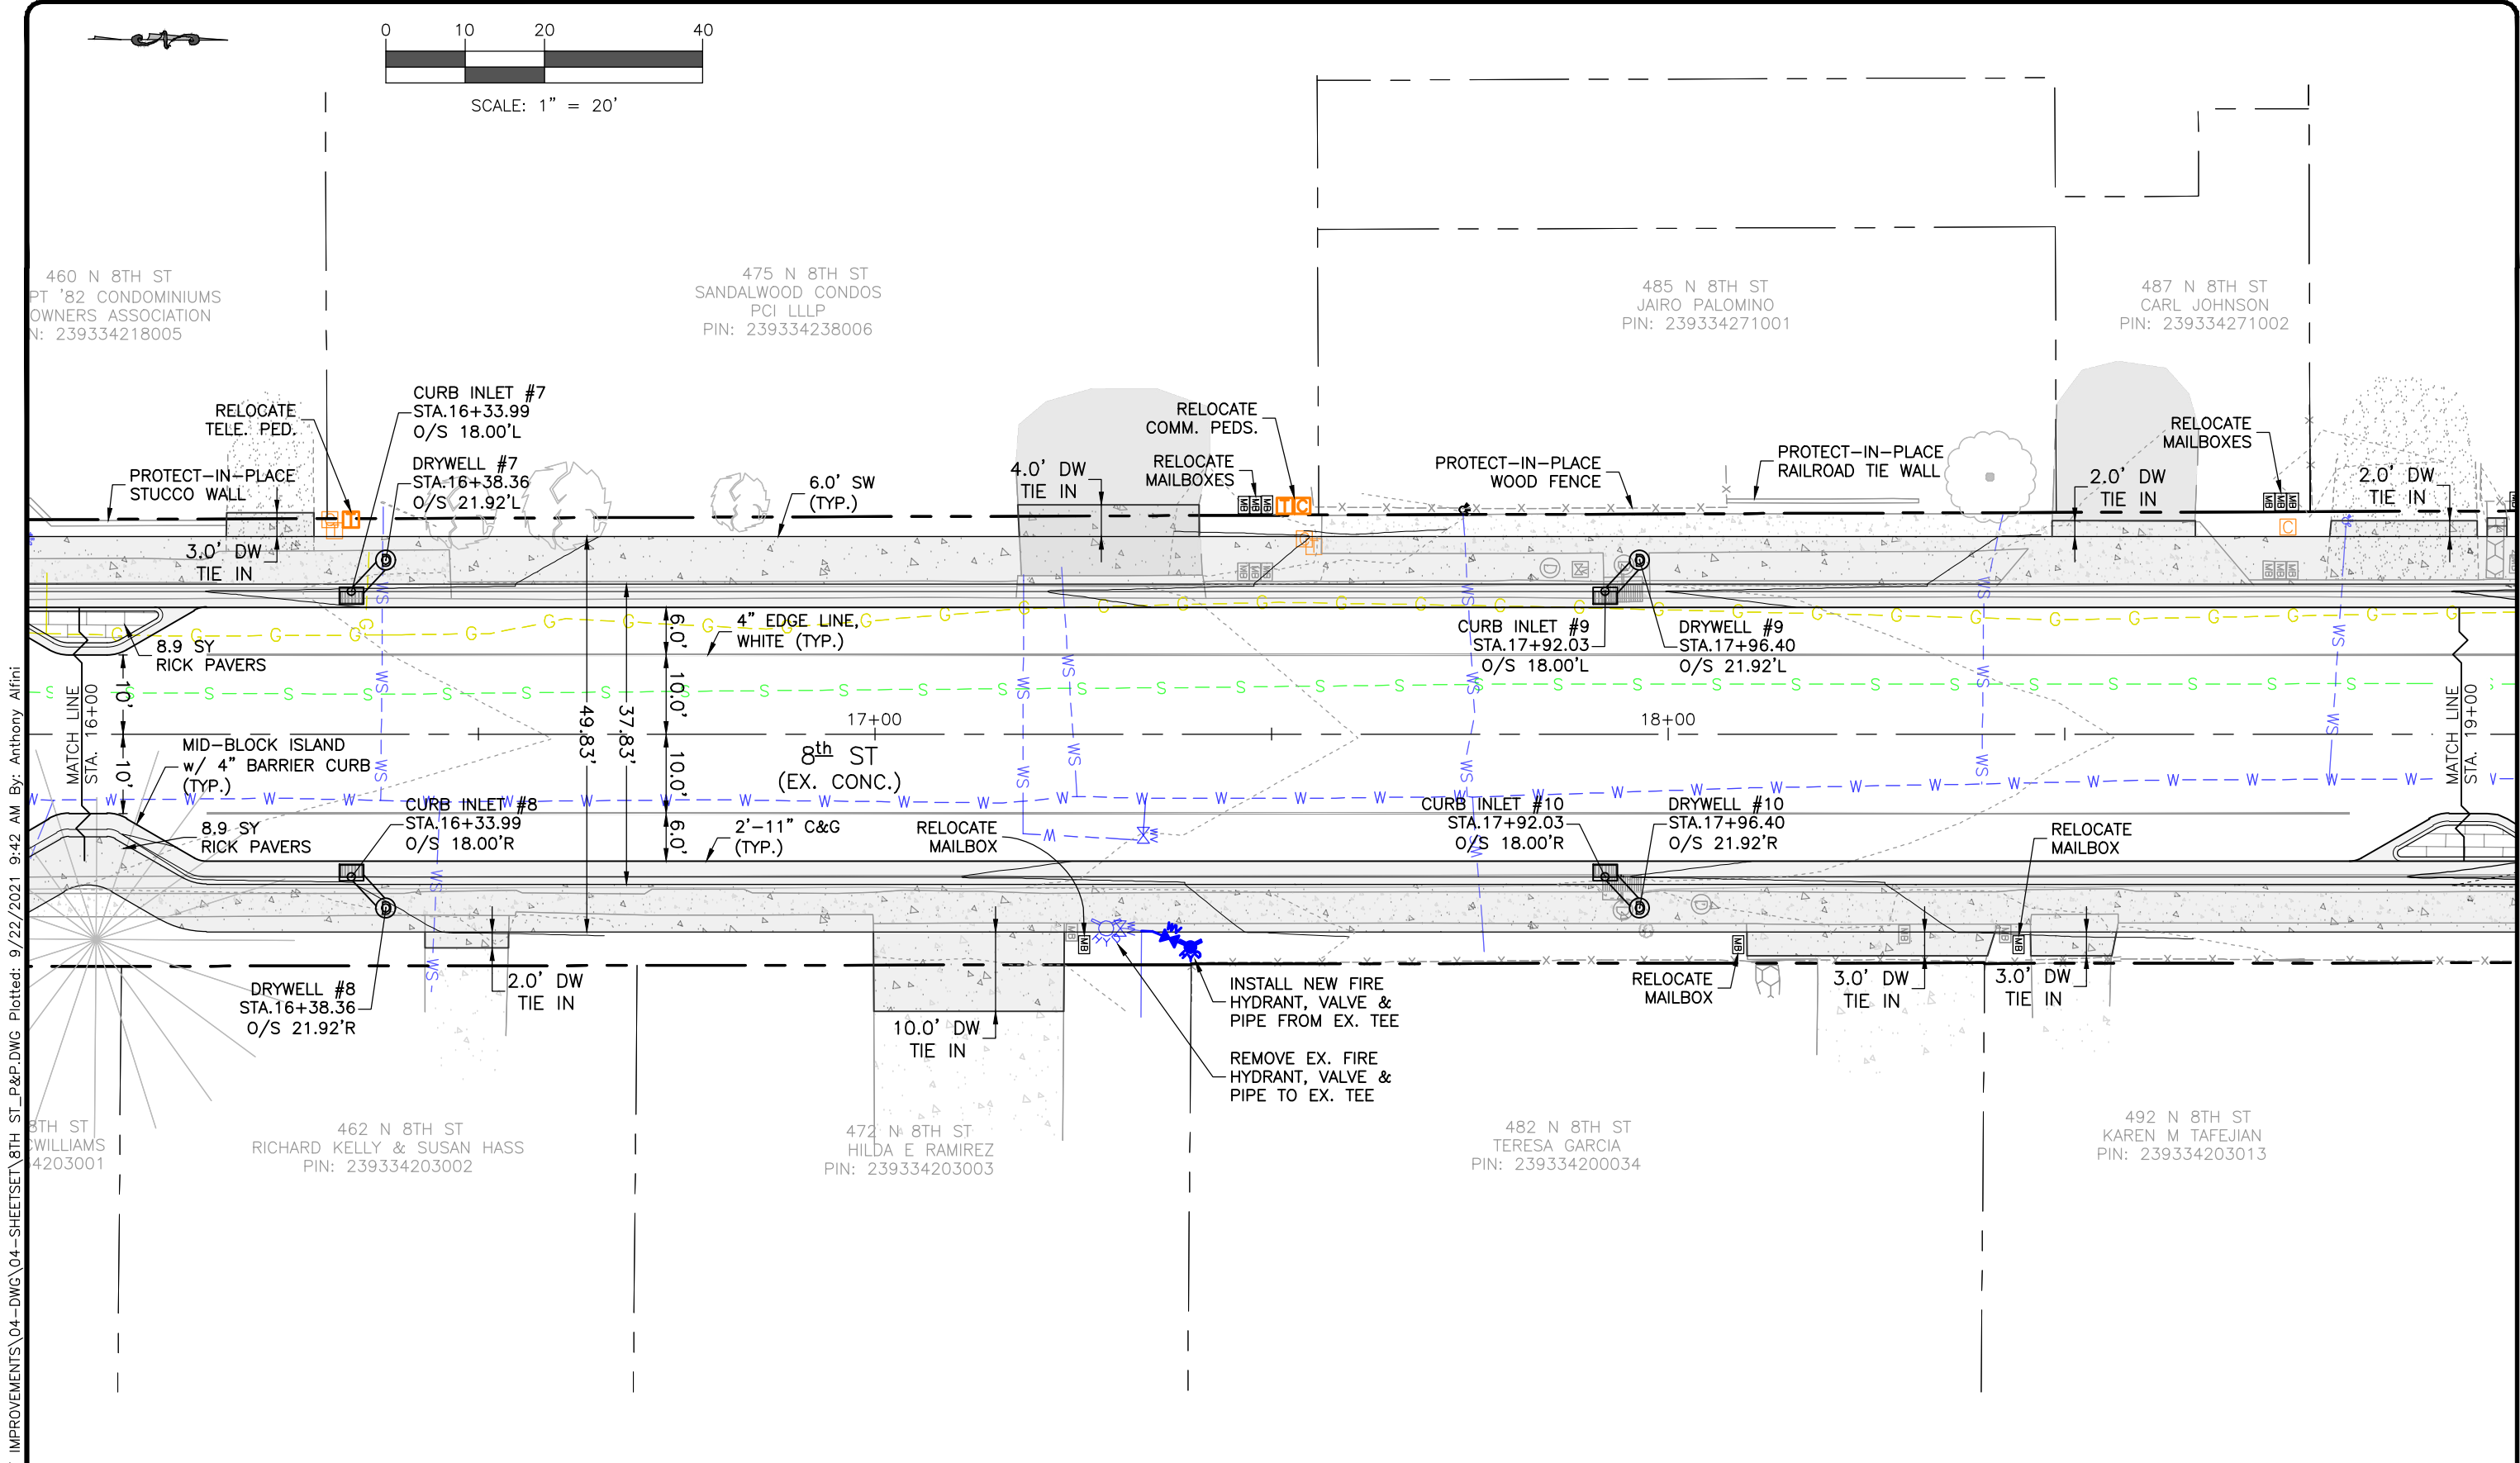 0 10 20 40
SCALE: 1" = 20'
460 N 8TH ST
PT '82 CONDOMINIUMS
OWNERS ASSOCIATION
N: 239334218005
475 N 8TH ST
SANDALWOOD CONDOS
PCI LLLP
PIN: 239334238006
485 N 8TH ST
JAIRO PALOMINO
PIN: 239334271001
487 N 8TH ST
CARL JOHNSON
PIN: 239334271002
RELOCATE
TELE. PED.
CURB INLET #7
STA.16+33.99
O/S 18.00'L
DRYWELL #7
STA.16+38.36
O/S 21.92'L
PROTECT-IN-PLACE
STUCCO WALL
3.0' DW
TIE IN
6.0' SW
(TYP.)
4.0' DW
TIE IN
RELOCATE
COMM. PEDS.
RELOCATE
MAILBOXES
PROTECT-IN-PLACE
WOOD FENCE
PROTECT-IN-PLACE
RAILROAD TIE WALL
2.0' DW
TIE IN
RELOCATE
MAILBOXES
2.0' DW
TIE IN
8.9 SY
RICK PAVERS
4" EDGE LINE,
WHITE (TYP.)
CURB INLET #9
STA.17+92.03
O/S 18.00'L
DRYWELL #9
STA.17+96.40
O/S 21.92'L
MATCH LINE
STA. 16+00
10'
10'
49.83'
37.83'
6.0'
10.0'
10.0'
6.0'
17+00
18+00
8th ST
(EX. CONC.)
MATCH LINE
STA. 19+00
MID-BLOCK ISLAND
w/ 4" BARRIER CURB
(TYP.)
8.9 SY
RICK PAVERS
CURB INLET #8
STA.16+33.99
O/S 18.00'R
2'-11" C&G
(TYP.)
RELOCATE
MAILBOX
CURB INLET #10
STA.17+92.03
O/S 18.00'R
DRYWELL #10
STA.17+96.40
O/S 21.92'R
RELOCATE
MAILBOX
DRYWELL #8
STA.16+38.36
O/S 21.92'R
2.0' DW
TIE IN
10.0' DW
TIE IN
INSTALL NEW FIRE
HYDRANT, VALVE &
PIPE FROM EX. TEE
REMOVE EX. FIRE
HYDRANT, VALVE &
PIPE TO EX. TEE
RELOCATE
MAILBOX
3.0' DW
TIE IN
3.0' DW
TIE IN
8TH ST
CWILLIAMS
4203001
462 N 8TH ST
RICHARD KELLY & SUSAN HASS
PIN: 239334203002
472 N 8TH ST
HILDA E RAMIREZ
PIN: 239334203003
482 N 8TH ST
TERESA GARCIA
PIN: 239334200034
492 N 8TH ST
KAREN M TAFEJIAN
PIN: 239334203013
IMPROVEMENTS\04-DWG\04-SHEETSET\8TH ST_P&P.DWG Plotted: 9/22/2021 9:42 AM By: Anthony Alfini